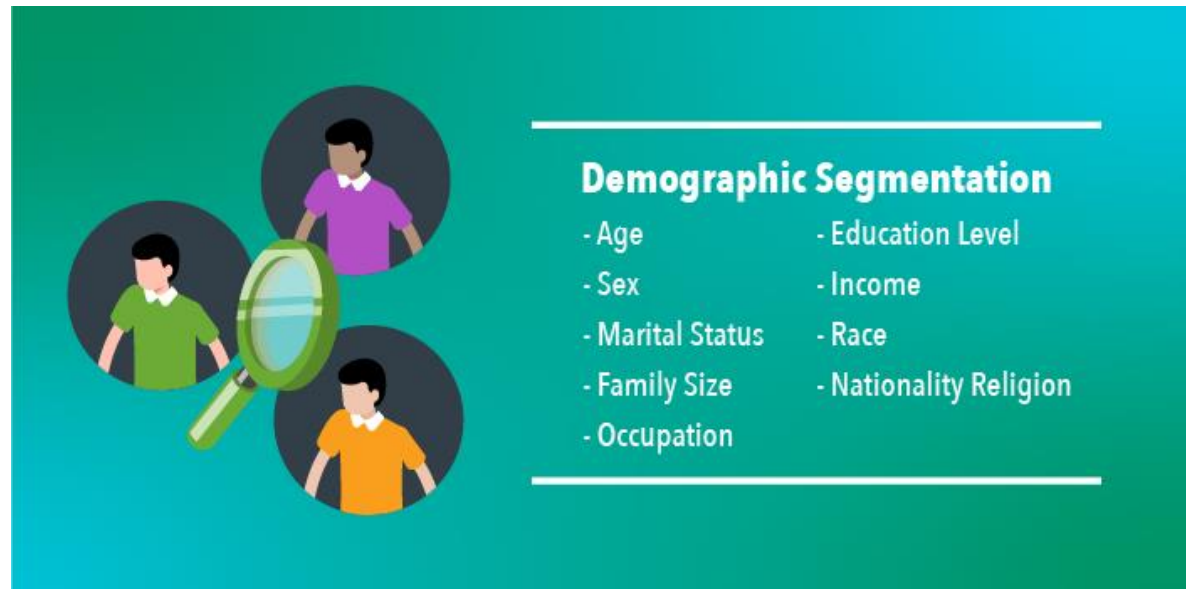 Demographic Segmentation
- Age
- Sex
- Marital Status
- Family Size
- Occupation
- Education Level
- Income
- Race
- Nationality Religion